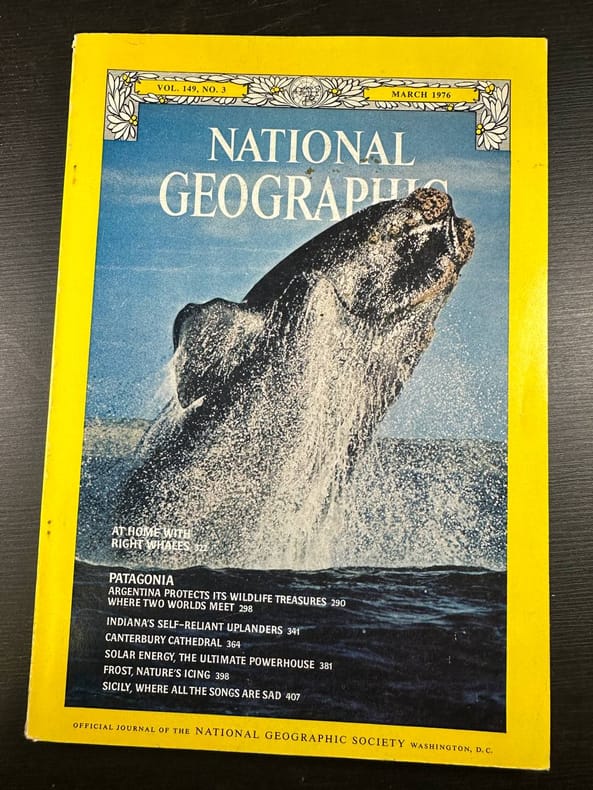 VOL. 149, NO. 3
MARCH 1976
NATIONAL
GEOGRAPHIC
AT HOME WITH
RIGHT WHALES
PATAGONIA
ARGENTINA PROTECTS ITS WILDLIFE TREASURES 290
WHERE TWO WORLDS MEET 298
INDIANA'S SELF-RELIANT UPLANDERS 341
CANTERBURY CATHEDRAL 364
SOLAR ENERGY, THE ULTIMATE POWERHOUSE 381
FROST, NATURE'S ICING 398
SICILY, WHERE ALL THE SONGS ARE SAD 407
OFFICIAL JOURNAL OF THE NATIONAL GEOGRAPHIC SOCIETY WASHINGTON, D.C.